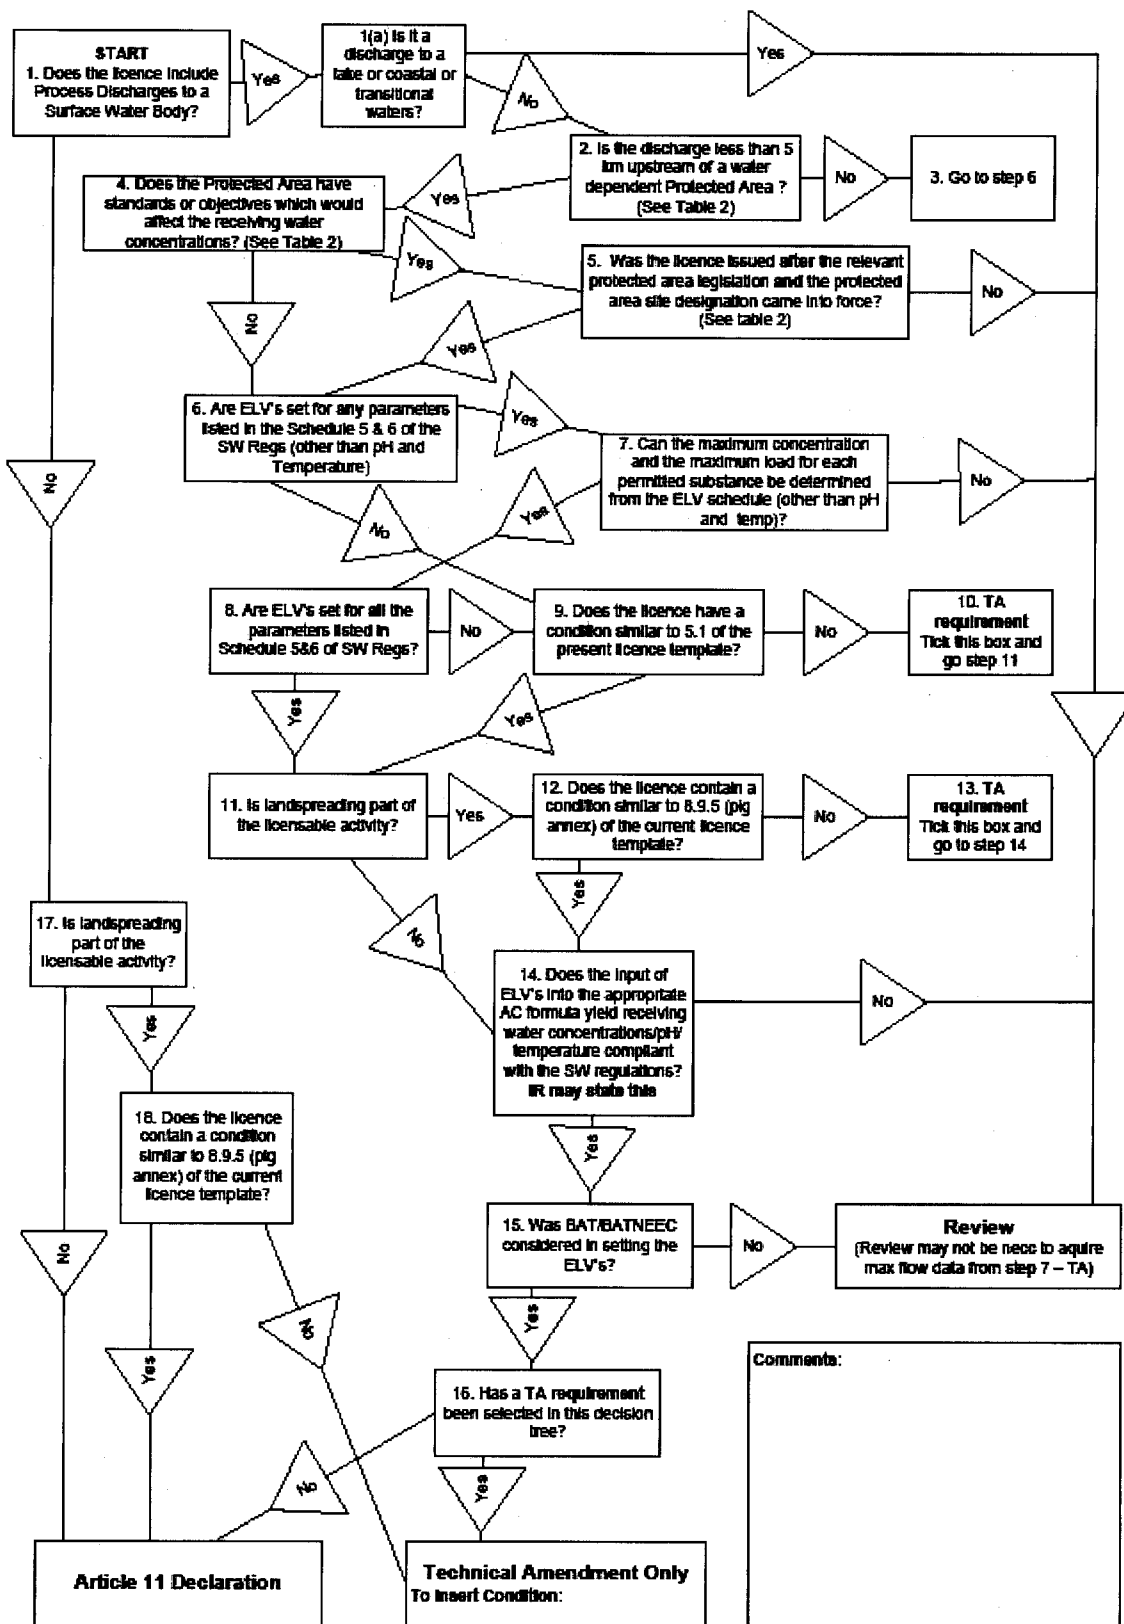 START
1. Does the licence include
Process Discharges to a
Surface Water Body?
Yes
1(a) Is it a
discharge to a
lake or coastal or
transitional
waters?
Yes
No
2. Is the discharge less than 5
km upstream of a water
dependent Protected Area ?
(See Table 2)
No
3. Go to step 6
Yes
4. Does the Protected Area have
standards or objectives which would
affect the receiving water
concentrations? (See Table 2)
Yes
5. Was the licence issued after the relevant
protected area legislation and the protected
area site designation came into force?
(See table 2)
No
No
Yes
6. Are ELV's set for any parameters
listed in the Schedule 5 & 6 of the
SW Regs (other than pH and
Temperature)
Yes
7. Can the maximum concentration
and the maximum load for each
permitted substance be determined
from the ELV schedule (other than pH
and temp)?
No
No
Yes
No
8. Are ELV's set for all the
parameters listed in
Schedule 5&6 of SW Regs?
No
9. Does the licence have a
condition similar to 5.1 of the
present licence template?
No
10. TA
requirement
Tick this box and
go step 11
Yes
Yes
11. Is landspreading part of
the licensable activity?
Yes
12. Does the licence contain a
condition similar to 8.9.5 (pig
annex) of the current licence
template?
No
13. TA
requirement
Tick this box and
go to step 14
Yes
No
17. Is landspreading
part of the
licensable activity?
14. Does the input of
ELV's into the appropriate
AC formula yield receiving
water concentrations/pH/
temperature compliant
with the SW regulations?
IR may state this
No
Yes
18. Does the licence
contain a condition
similar to 8.9.5 (pig
annex) of the current
licence template?
Yes
No
15. Was BAT/BATNEEC
considered in setting the
ELV's?
No
Review
(Review may not be necc to aquire
max flow data from step 7 – TA)
Yes
No
Yes
16. Has a TA requirement
been selected in this decision
tree?
No
Yes
Comments:
Article 11 Declaration
Technical Amendment Only
To Insert Condition: